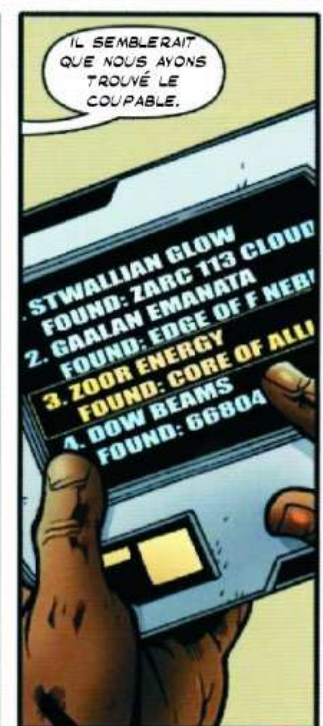 IL SEMBLERAIT
QUE NOUS AYONS
TROUVÉ LE
COUPABLE.
. STWALLIAN GLOW
FOUND: ZARC 113 CLOUD
2. GAALAN EMANATA
FOUND: EDGE OF F NEB
3. ZOOR ENERGY
FOUND: CORE OF ALL
4. DOW BEAMS
FOUND: 66804